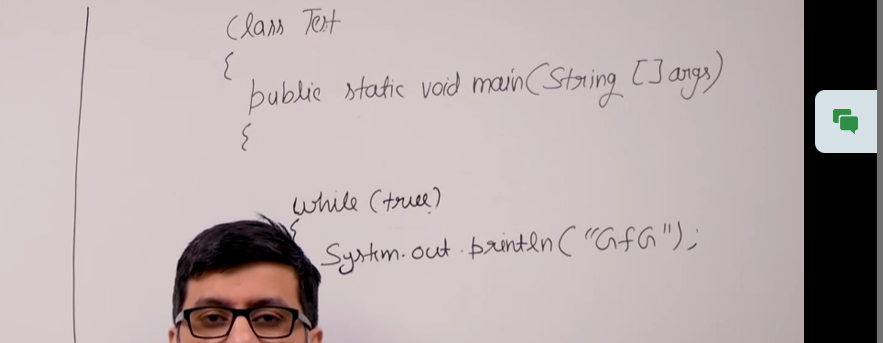 Class Test
{
public static void main(String [] args)
{
while (true)
{
System.out.println("GfG");